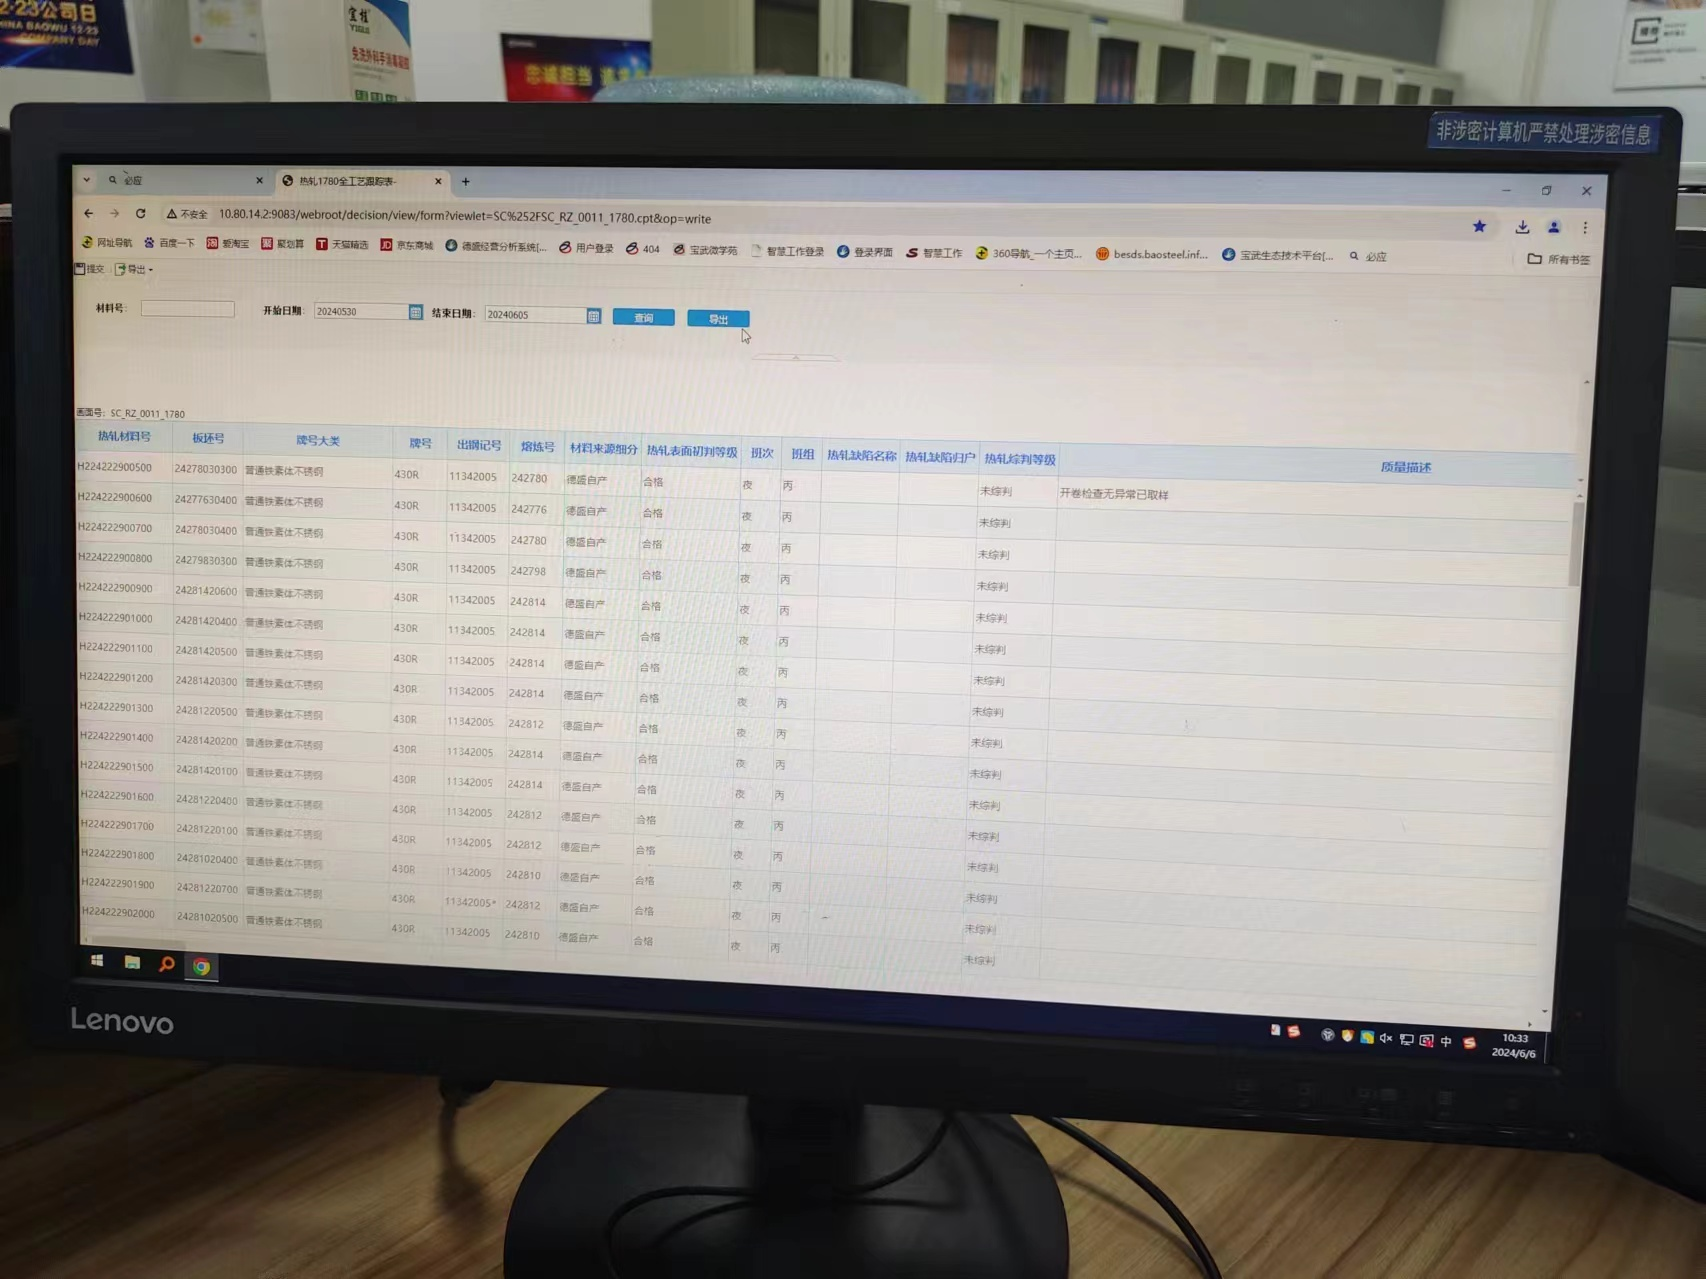 2·23公司日
CHINA BAOWU 12·23
COMPANY DAY
宜佳
YIGIJS
免洗外科手消毒凝胶
忠诚担当
非涉密计算机严禁处理涉密信息
必应
热轧1780全工艺跟踪表-
不安全 10.80.14.2:9083/webroot/decision/view/form?viewlet=SC%252FSC_RZ_0011_1780.cpt&op=write
网址导航 百度一下 爱淘宝 聚划算 天猫精选 京东商城 德盛经营分析系统[... 用户登录 404 宝武微学苑 智慧工作登录 登录界面 智慧工作 360导航_一个主页... besds.baosteel.inf... 宝武生态技术平台[... 必应 所有书签
提交 导出
材料号: 开始日期: 20240530 结束日期: 20240605 查询 导出
画面号: SC_RZ_0011_1780
热轧材料号 板坯号 牌号大类 牌号 出钢记号 熔炼号 材料来源细分 热轧表面初判等级 班次 班组 热轧缺陷名称 热轧缺陷归户 热轧综判等级 质量描述
H224222900500 24278030300 普通铁素体不锈钢 430R 11342005 242780 德盛自产 合格 夜 丙 未综判 开卷检查无异常已取样
H224222900600 24277630400 普通铁素体不锈钢 430R 11342005 242776 德盛自产 合格 夜 丙 未综判
H224222900700 24278030400 普通铁素体不锈钢 430R 11342005 242780 德盛自产 合格 夜 丙 未综判
H224222900800 24279830300 普通铁素体不锈钢 430R 11342005 242798 德盛自产 合格 夜 丙 未综判
H224222900900 24281420600 普通铁素体不锈钢 430R 11342005 242814 德盛自产 合格 夜 丙 未综判
H224222901000 24281420400 普通铁素体不锈钢 430R 11342005 242814 德盛自产 合格 夜 丙 未综判
H224222901100 24281420500 普通铁素体不锈钢 430R 11342005 242814 德盛自产 合格 夜 丙 未综判
H224222901200 24281420300 普通铁素体不锈钢 430R 11342005 242814 德盛自产 合格 夜 丙 未综判
H224222901300 24281220500 普通铁素体不锈钢 430R 11342005 242812 德盛自产 合格 夜 丙 未综判
H224222901400 24281420200 普通铁素体不锈钢 430R 11342005 242814 德盛自产 合格 夜 丙 未综判
H224222901500 24281420100 普通铁素体不锈钢 430R 11342005 242814 德盛自产 合格 夜 丙 未综判
H224222901600 24281220400 普通铁素体不锈钢 430R 11342005 242812 德盛自产 合格 夜 丙 未综判
H224222901700 24281220100 普通铁素体不锈钢 430R 11342005 242812 德盛自产 合格 夜 丙 未综判
H224222901800 24281020400 普通铁素体不锈钢 430R 11342005 242810 德盛自产 合格 夜 丙 未综判
H224222901900 24281220700 普通铁素体不锈钢 430R 11342005* 242812 德盛自产 合格 夜 丙 未综判
H224222902000 24281020500 普通铁素体不锈钢 430R 11342005 242810 德盛自产 合格 夜 丙 未综判
中
10:33
2024/6/6
Lenovo